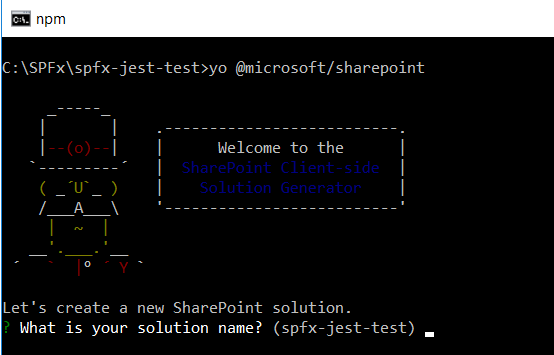 npm
C:\SPFx\spfx-jest-test>yo @microsoft/sharepoint
Welcome to the
SharePoint Client-side
Solution Generator
Let's create a new SharePoint solution.
? What is your solution name? (spfx-jest-test)